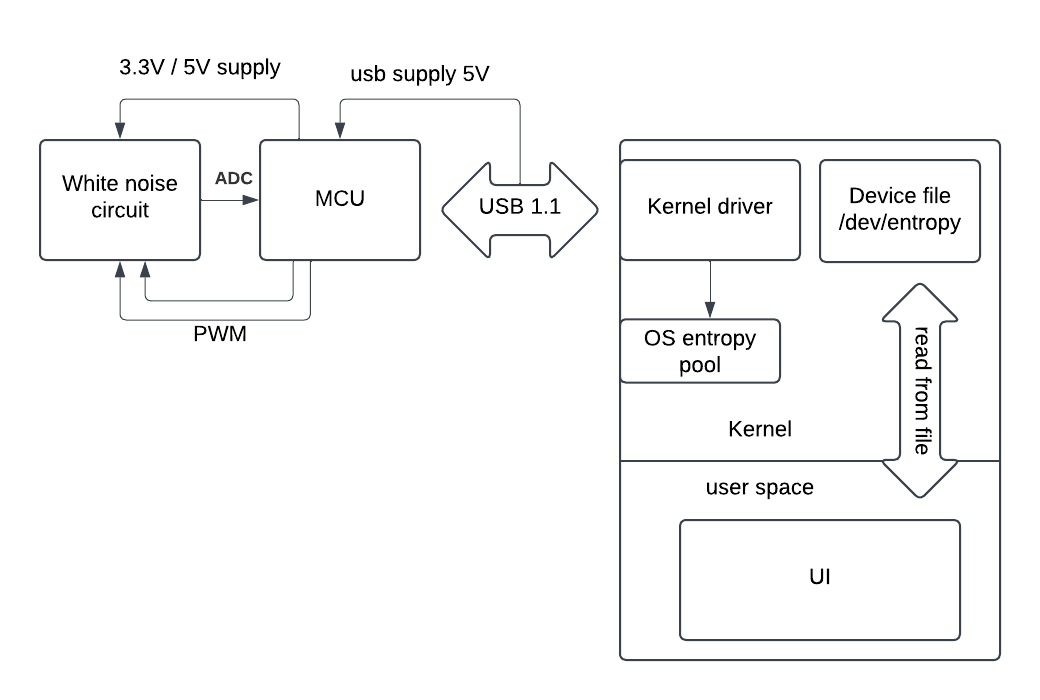 3.3V / 5V supply
usb supply 5V
White noise
circuit
ADC
MCU
USB 1.1
Kernel driver
Device file
/dev/entropy
PWM
OS entropy
pool
read from file
Kernel
user space
UI